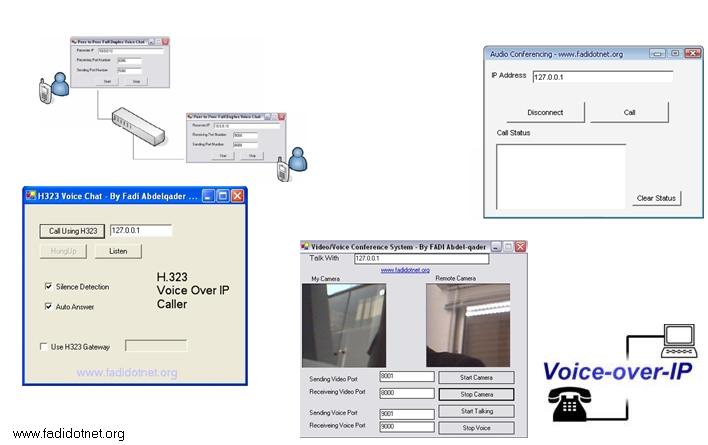 Peer to Peer Full Duplex Voice Chat
Receiver IP
Receiving Port Number
Sending Port Number
Start Stop
Peer to Peer Full Duplex Voice Chat
Receiver IP
Receiving Port Number 9000
Sending Port Number 9000
Start Stop
Audio Conferencing - www.fadidotnet.org
IP Address 127.0.0.1
Disconnect Call
Call Status
Clear Status
H323 Voice Chat - By Fadi Abdelqader ...
Call Using H323 127.0.0.1
HungUp Listen
Silence Detection
Auto Answer
H.323
Voice Over IP
Caller
Use H323 Gateway
www.fadidotnet.org
Video/Voice Conference System - By FADI Abdel-qader
Talk With 127.0.0.1
www.fadidotnet.org
My Camera Remote Camera
Sending Video Port 8001 Start Camera
Receiveing Video Port 8000 Stop Camera
Sending Voice Port 9001 Start Talking
Receiveing Voice Port 9000 Stop Voice
Voice-over-IP
www.fadidotnet.org